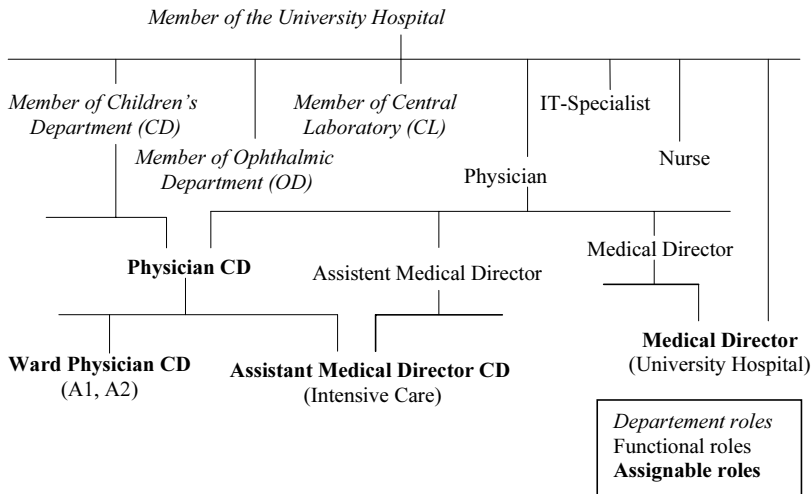 Member of the University Hospital
Member of Children's
Department (CD)
Member of Central
Laboratory (CL)
IT-Specialist
Member of Ophthalmic
Department (OD)
Nurse
Physician
Physician CD
Assistent Medical Director
Medical Director
Ward Physician CD
(A1, A2)
Assistant Medical Director CD
(Intensive Care)
Medical Director
(University Hospital)
Departement roles
Functional roles
Assignable roles